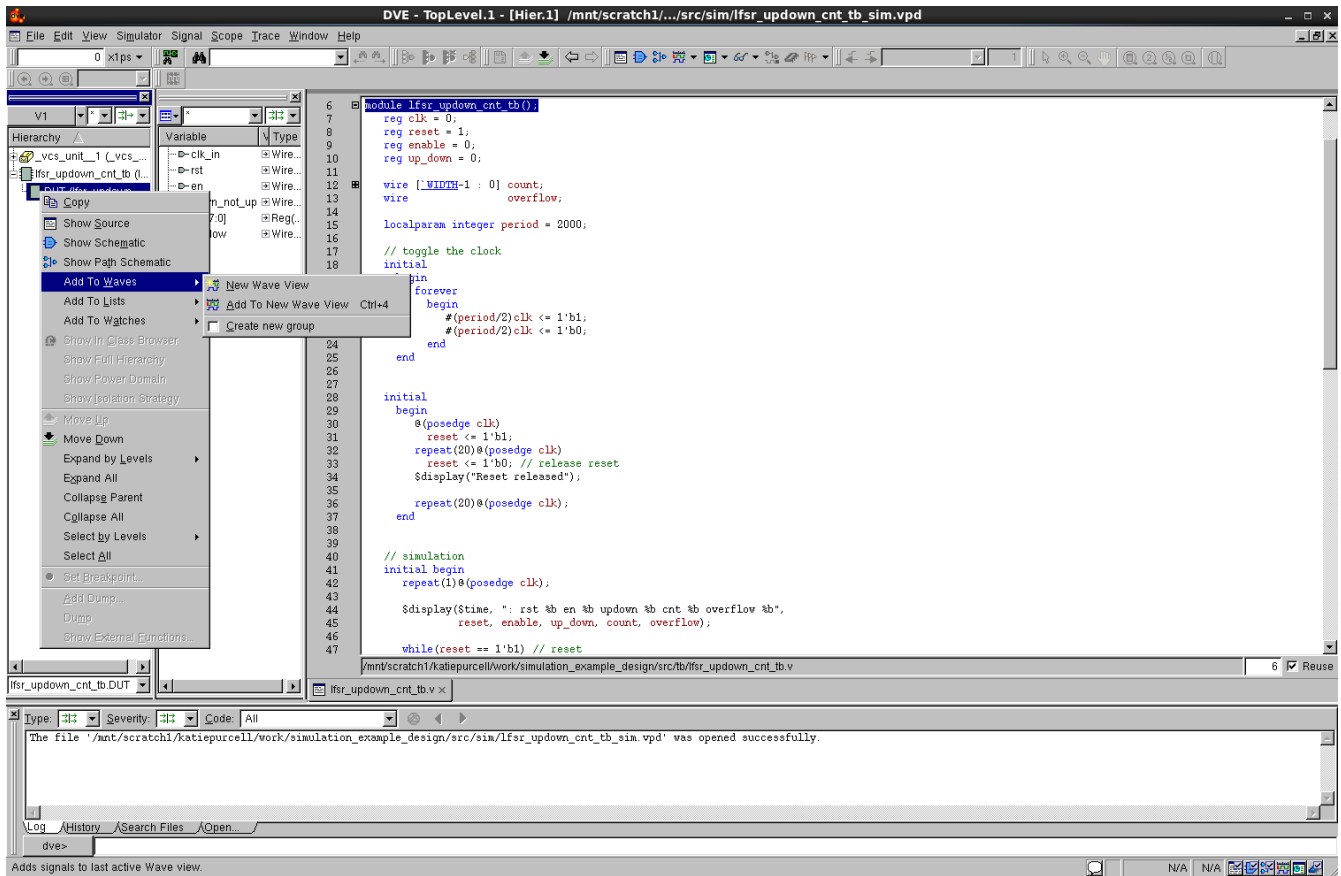 DVE - TopLevel.1 - [Hier.1] /mnt/scratch1/.../src/sim/lfsr_updown_cnt_tb_sim.vpd
File Edit View Simulator Signal Scope Trace Window Help
0 x1ps
1
V1 * *
Hierarchy
Variable Type
_vcs_unit__1 (_vcs_...
lfsr_updown_cnt_tb (l...
DUT (lfsr_updown...
clk_in Wire...
rst Wire...
en Wire...
n_not_up Wire...
7:0] Reg(..
low Wire...
Copy
Show Source
Show Schematic
Show Path Schematic
Add To Waves
Add To Lists
Add To Watches
Show In Class Browser
Show Full Hierarchy
Show Power Domain
Show Isolation Strategy
Move Up
Move Down
Expand by Levels
Expand All
Collapse Parent
Collapse All
Select by Levels
Select All
Set Breakpoint...
Add Dump...
Dump
Show External Functions...
New Wave View
Add To New Wave View Ctrl+4
Create new group
6 module lfsr_updown_cnt_tb();
7 reg clk = 0;
8 reg reset = 1;
9 reg enable = 0;
10 reg up_down = 0;
11
12 wire [`WIDTH-1 : 0] count;
13 wire overflow;
14
15 localparam integer period = 2000;
16
17 // toggle the clock
18 initial
gin
forever
begin
#(period/2)clk <= 1'b1;
#(period/2)clk <= 1'b0;
24 end
25 end
26
27
28 initial
29 begin
30 @(posedge clk)
31 reset <= 1'b1;
32 repeat(20)@(posedge clk)
33 reset <= 1'b0; // release reset
34 $display("Reset released");
35
36 repeat(20)@(posedge clk);
37 end
38
39
40 // simulation
41 initial begin
42 repeat(1)@(posedge clk);
43
44 $display($time, ": rst %b en %b updown %b cnt %b overflow %b",
45 reset, enable, up_down, count, overflow);
46
47 while(reset == 1'b1) // reset
/mnt/scratch1/katiepurcell/work/simulation_example_design/src/tb/lfsr_updown_cnt_tb.v 6 Reuse
lfsr_updown_cnt_tb.DUT
lfsr_updown_cnt_tb.v
Type: Severity: Code: All
The file '/mnt/scratch1/katiepurcell/work/simulation_example_design/src/sim/lfsr_updown_cnt_tb_sim.vpd' was opened successfully.
Log History Search Files Open...
dve>
Adds signals to last active Wave view. N/A N/A